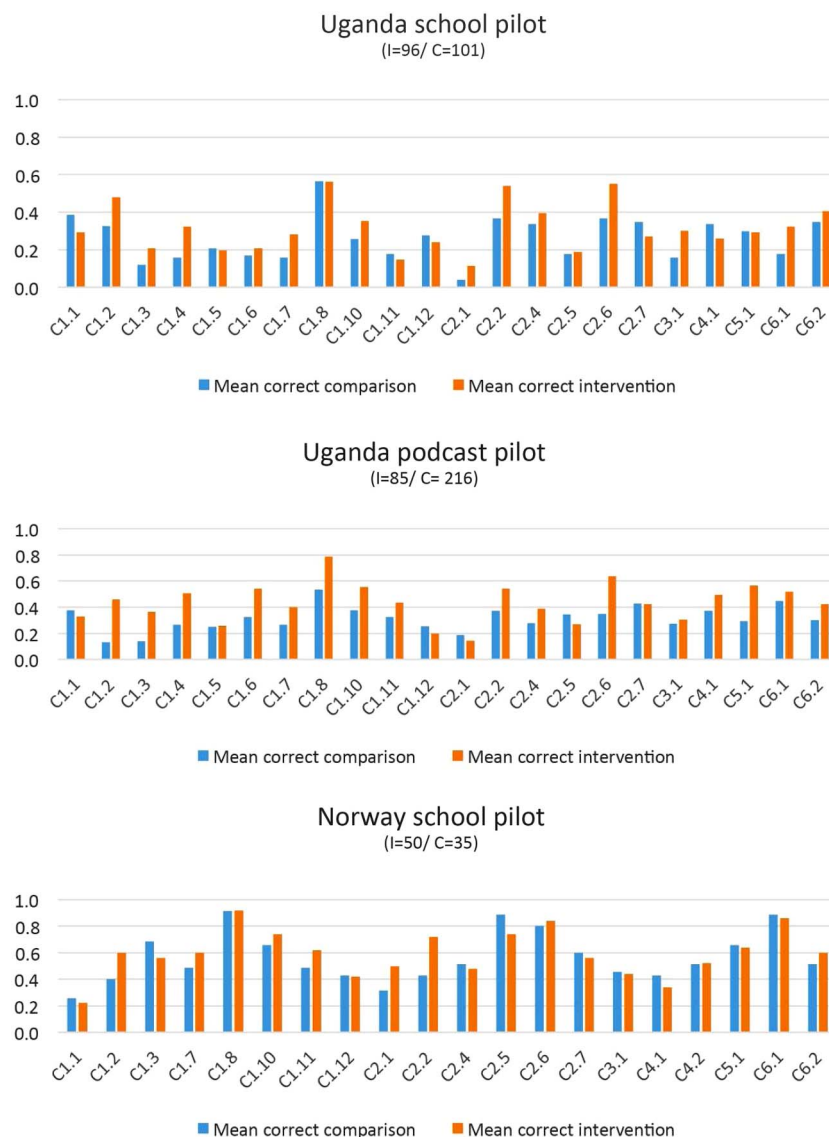 Uganda school pilot
(I=96/ C=101)
1.0
0.8
0.6
0.4
0.2
0.0
C1.1 C1.2 C1.3 C1.4 C1.5 C1.6 C1.7 C1.8 C1.10 C1.11 C1.12 C2.1 C2.2 C2.4 C2.5 C2.6 C2.7 C3.1 C4.1 C5.1 C6.1 C6.2
Mean correct comparison Mean correct intervention
Uganda podcast pilot
(I=85/ C= 216)
1.0
0.8
0.6
0.4
0.2
0.0
C1.1 C1.2 C1.3 C1.4 C1.5 C1.6 C1.7 C1.8 C1.10 C1.11 C1.12 C2.1 C2.2 C2.4 C2.5 C2.6 C2.7 C3.1 C4.1 C5.1 C6.1 C6.2
Mean correct comparison Mean correct intervention
Norway school pilot
(I=50/ C=35)
1.0
0.8
0.6
0.4
0.2
0.0
C1.1 C1.2 C1.3 C1.7 C1.8 C1.10 C1.11 C1.12 C2.1 C2.2 C2.4 C2.5 C2.6 C2.7 C3.1 C4.1 C4.2 C5.1 C6.1 C6.2
Mean correct comparison Mean correct intervention